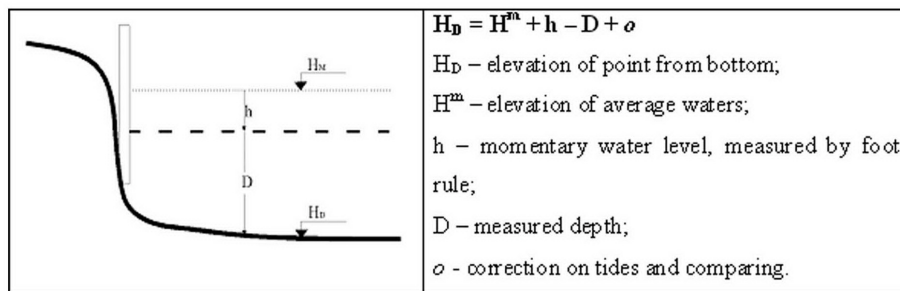 H_M
h
D
H_D
H_D = H^m + h – D + o
H_D – elevation of point from bottom;
H^m – elevation of average waters;
h – momentary water level, measured by foot
rule;
D – measured depth;
o - correction on tides and comparing.